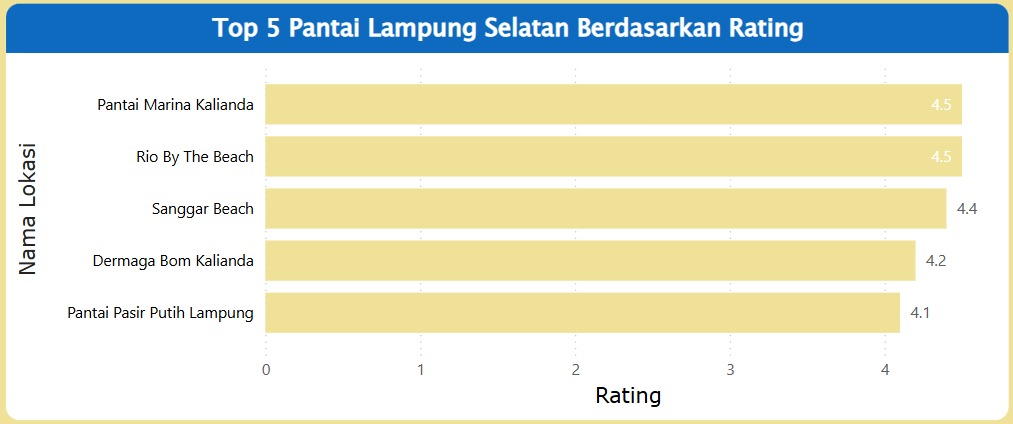 Top 5 Pantai Lampung Selatan Berdasarkan Rating
Nama Lokasi
Pantai Marina Kalianda 4.5
Rio By The Beach 4.5
Sanggar Beach 4.4
Dermaga Bom Kalianda 4.2
Pantai Pasir Putih Lampung 4.1
0 1 2 3 4
Rating